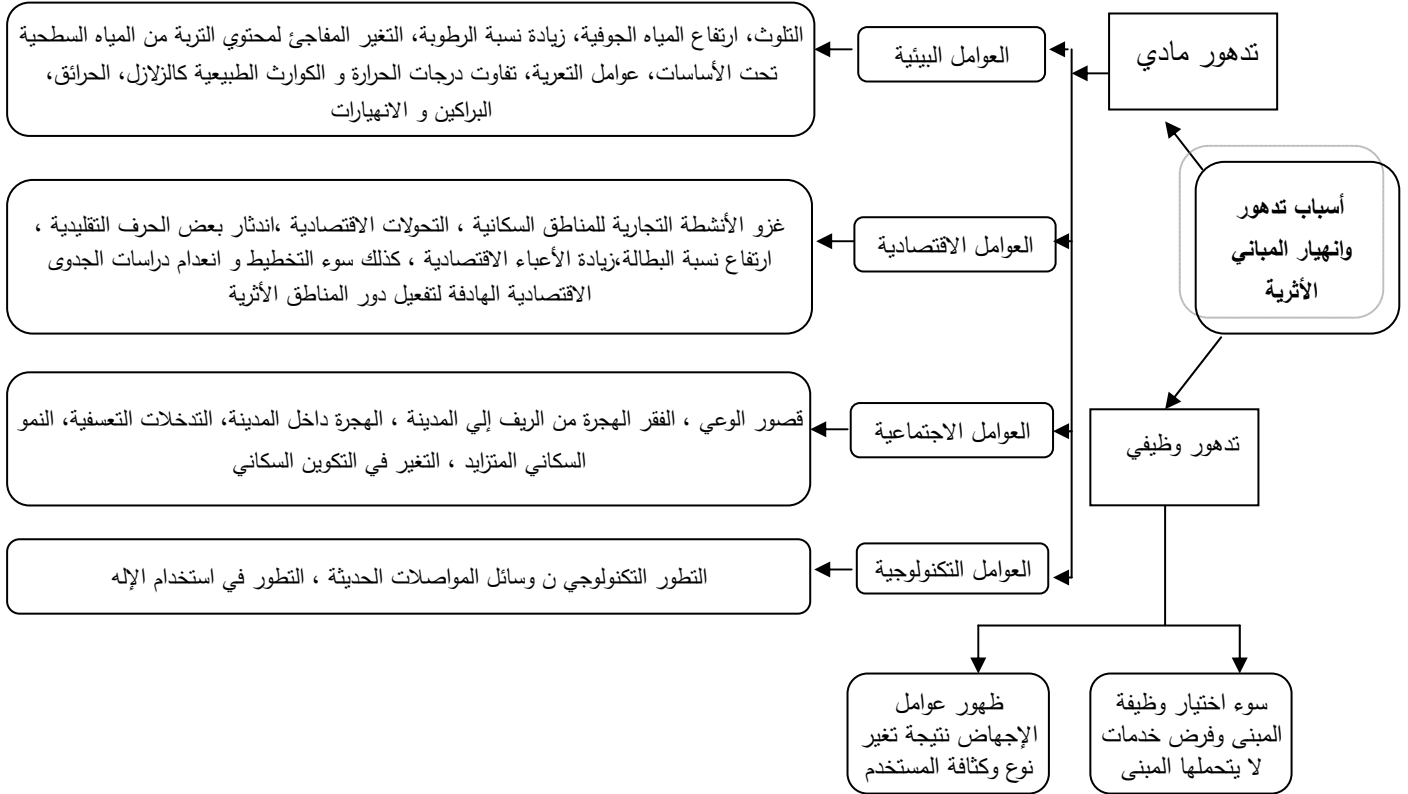 أسباب تدهور
وانهيار المباني
الأثرية
تدهور مادي
العوامل البيئية
التلوث، ارتفاع المياه الجوفية، زيادة نسبة الرطوبة، التغير المفاجئ لمحتوي التربة من المياه السطحية
تحت الأساسات، عوامل التعرية، تفاوت درجات الحرارة و الكوارث الطبيعية كالزلازل، الحرائق،
البراكين و الانهيارات
العوامل الاقتصادية
غزو الأنشطة التجارية للمناطق السكانية ، التحولات الاقتصادية ،اندثار بعض الحرف التقليدية ،
ارتفاع نسبة البطالة،زيادة الأعباء الاقتصادية ، كذلك سوء التخطيط و انعدام دراسات الجدوى
الاقتصادية الهادفة لتفعيل دور المناطق الأثرية
العوامل الاجتماعية
قصور الوعي ، الفقر الهجرة من الريف إلي المدينة ، الهجرة داخل المدينة، التدخلات التعسفية، النمو
السكاني المتزايد ، التغير في التكوين السكاني
العوامل التكنولوجية
التطور التكنولوجي ن وسائل المواصلات الحديثة ، التطور في استخدام الإله
تدهور وظيفي
سوء اختيار وظيفة
المبنى وفرض خدمات
لا يتحملها المبنى
ظهور عوامل
الإجهاض نتيجة تغير
نوع وكثافة المستخدم